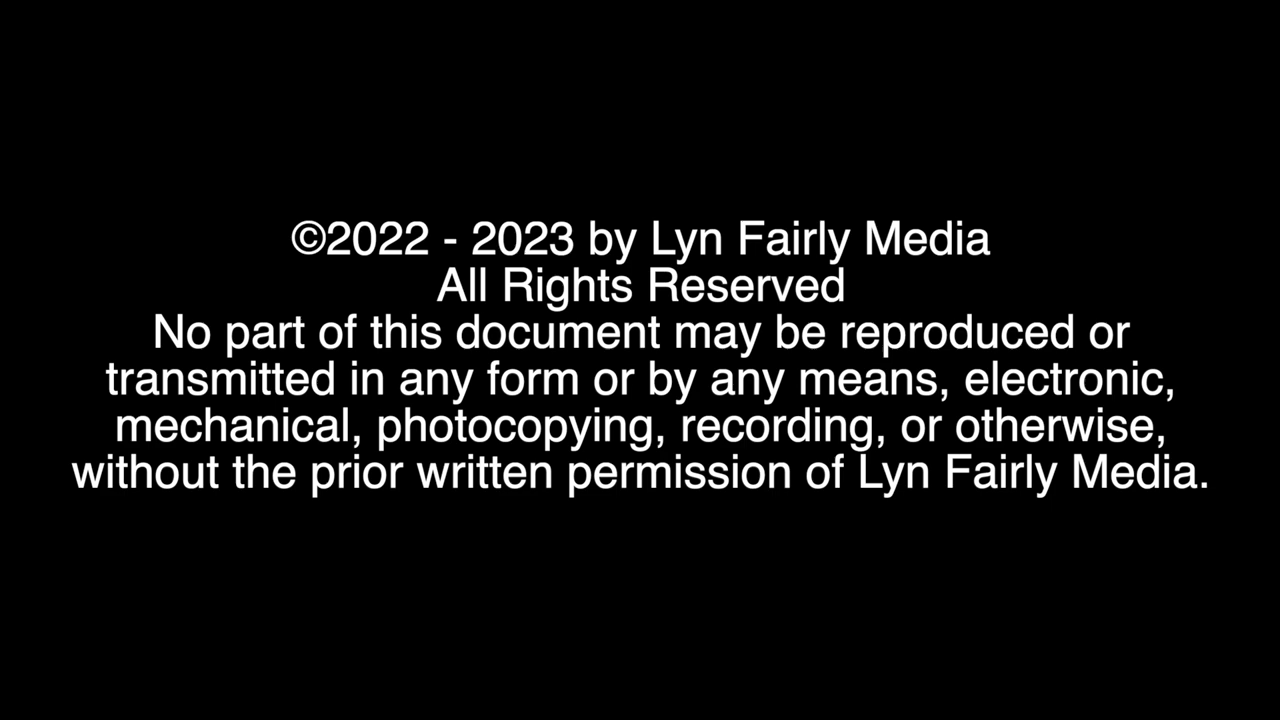 ©2022 - 2023 by Lyn Fairly Media
All Rights Reserved
No part of this document may be reproduced or
transmitted in any form or by any means, electronic,
mechanical, photocopying, recording, or otherwise,
without the prior written permission of Lyn Fairly Media.